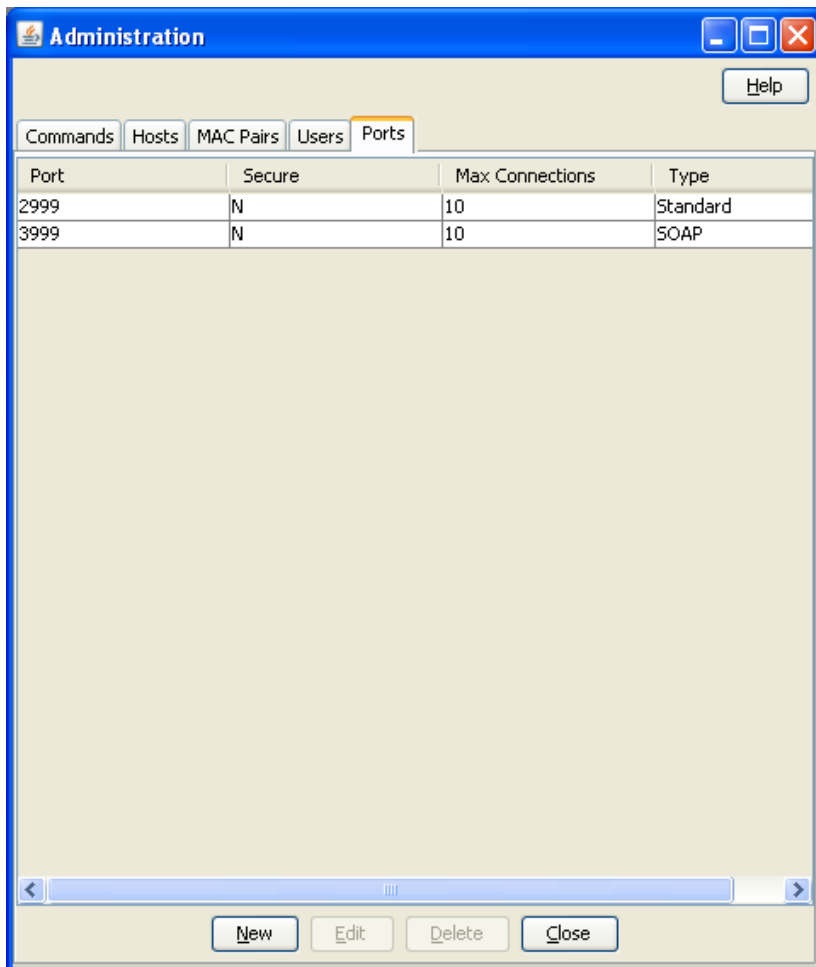 Administration
Help
Commands Hosts MAC Pairs Users Ports
Port Secure Max Connections Type
2999 N 10 Standard
3999 N 10 SOAP
New Edit Delete Close